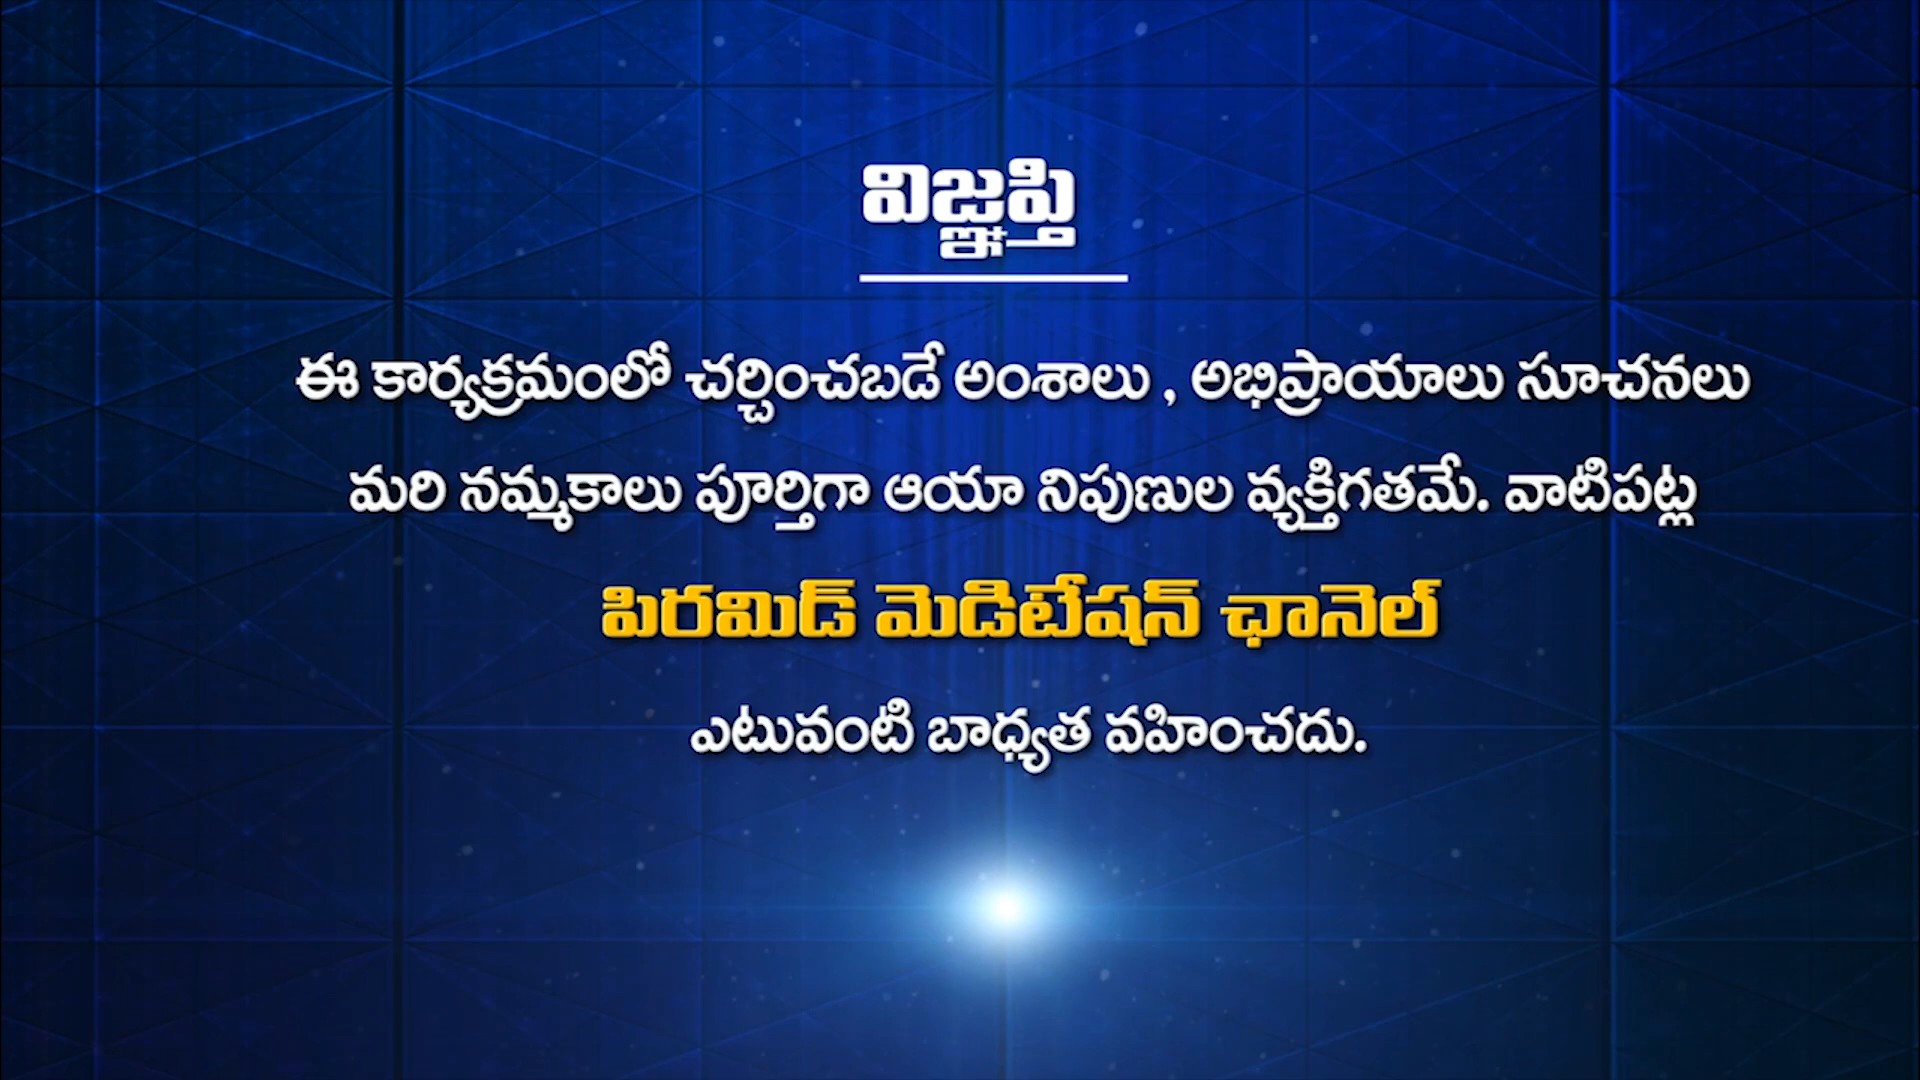 విజ్ఞప్తి
ఈ కార్యక్రమంలో చర్చించబడే అంశాలు , అభిప్రాయాలు సూచనలు
మరి నమ్మకాలు పూర్తిగా ఆయా నిపుణుల వ్యక్తిగతమే. వాటిపట్ల
పిరమిడ్ మెడిటేషన్ ఛానెల్
ఎటువంటి బాధ్యత వహించదు.